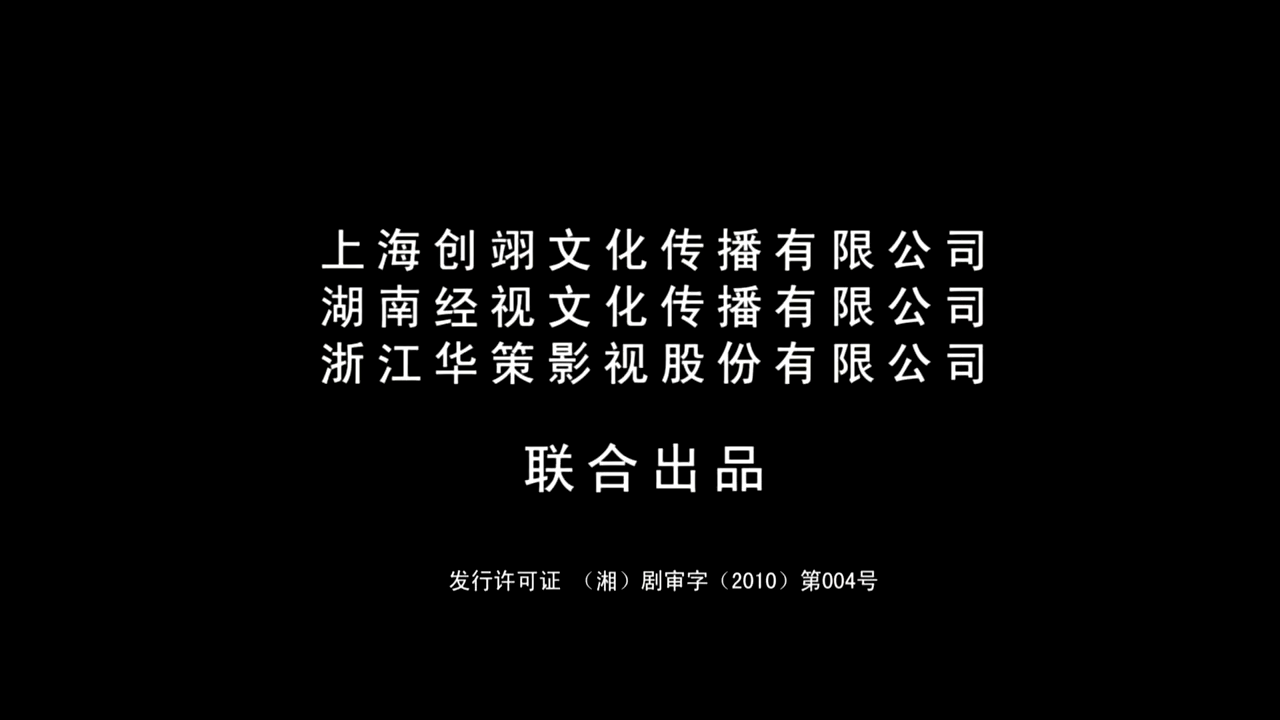 上海创翊文化传播有限公司
湖南经视文化传播有限公司
浙江华策影视股份有限公司
联合出品
发行许可证 （湘）剧审字（2010）第004号